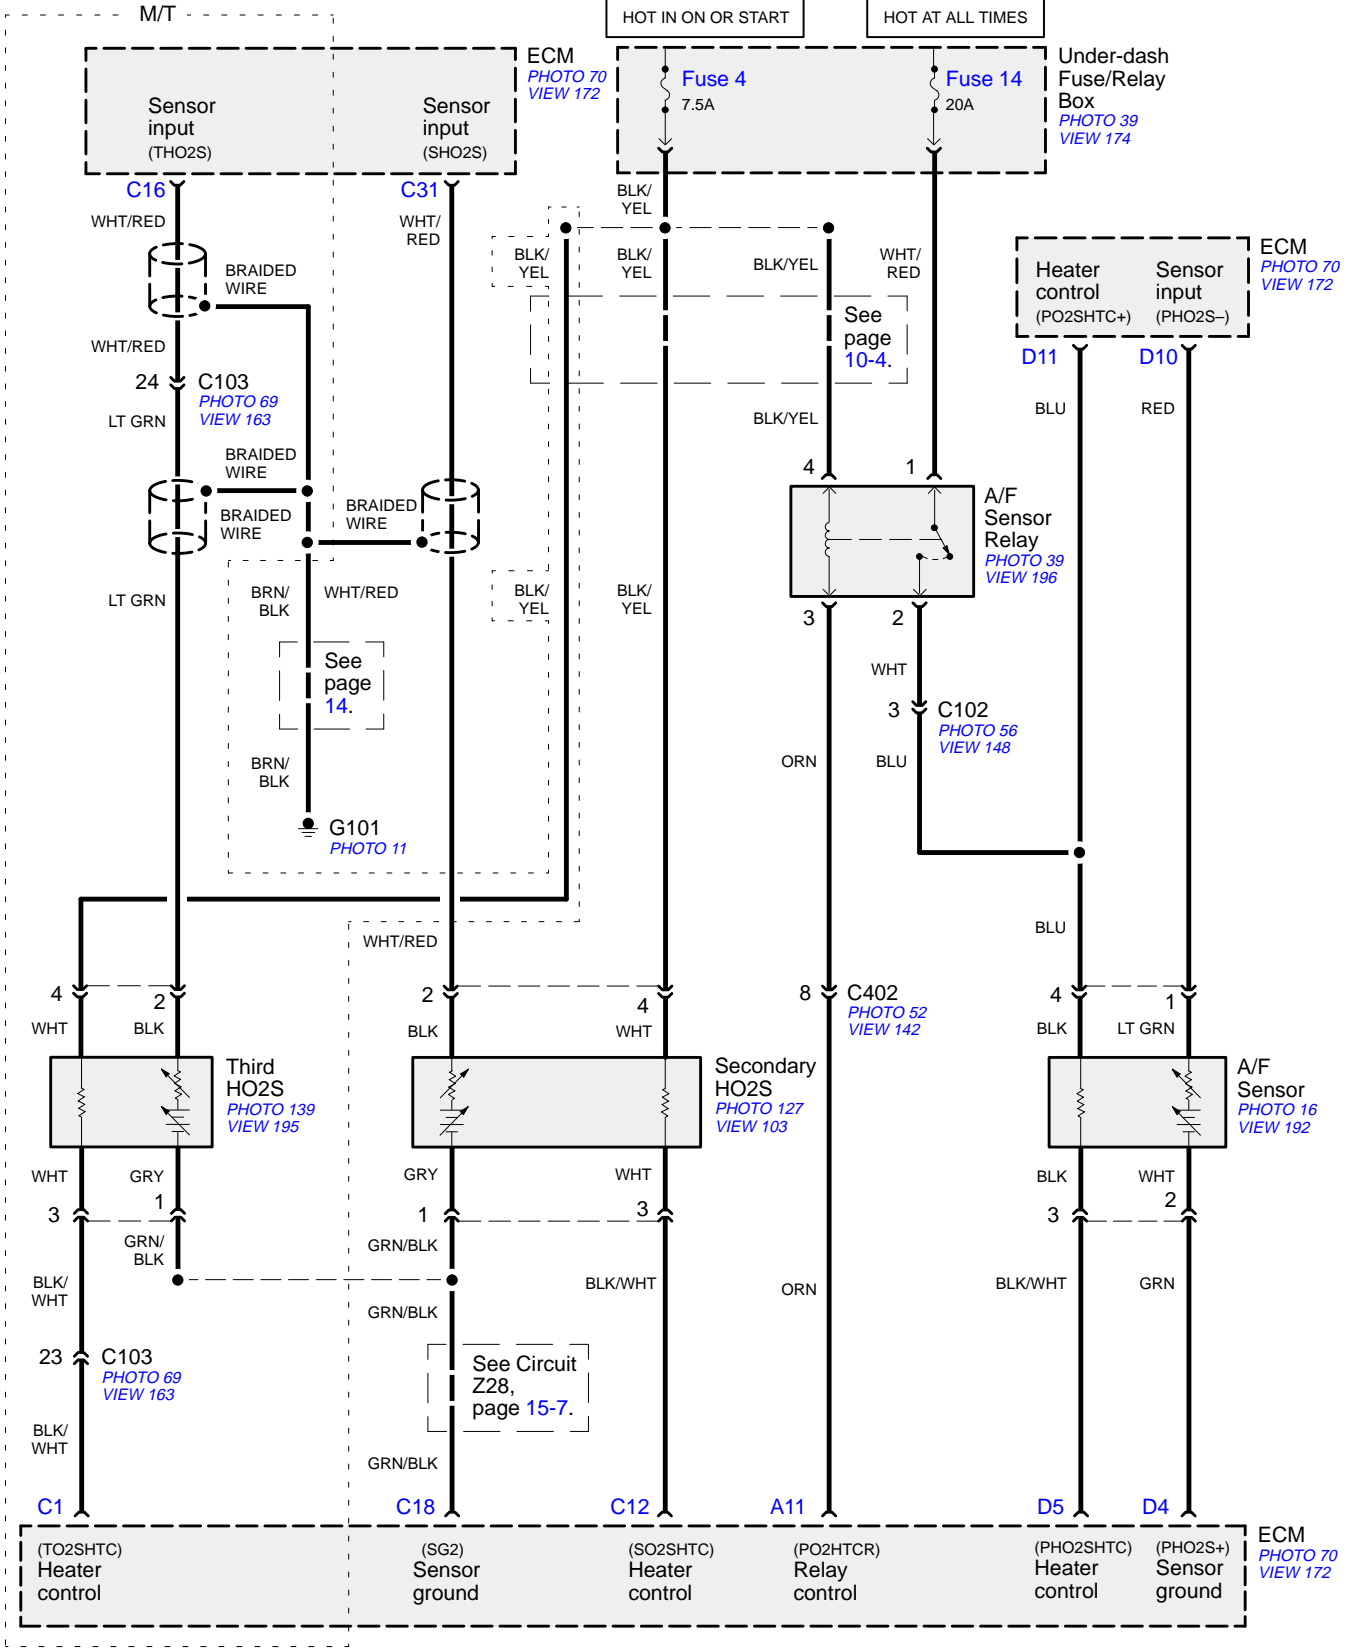 M/T
HOT IN ON OR START
HOT AT ALL TIMES
ECM
PHOTO 70
VIEW 172
Sensor
input
(THO2S)
Sensor
input
(SHO2S)
Fuse 4
7.5A
Fuse 14
20A
Under-dash
Fuse/Relay
Box
PHOTO 39
VIEW 174
C16
C31
WHT/RED
WHT/
RED
BLK/
YEL
BLK/
YEL
BLK/
YEL
BLK/YEL
WHT/
RED
BRAIDED
WIRE
ECM
PHOTO 70
VIEW 172
Heater
control
(PO2SHTC+)
Sensor
input
(PHO2S–)
See
page
10-4.
WHT/RED
D11
D10
24
C103
PHOTO 69
VIEW 163
LT GRN
BLK/YEL
BLU
RED
BRAIDED
WIRE
BRAIDED
WIRE
BRAIDED
WIRE
4
1
A/F
Sensor
Relay
PHOTO 39
VIEW 196
LT GRN
BRN/
BLK
WHT/RED
BLK/
YEL
BLK/
YEL
3
2
See
page
14.
WHT
3
C102
PHOTO 56
VIEW 148
BRN/
BLK
ORN
BLU
G101
PHOTO 11
WHT/RED
BLU
4
2
2
4
8
C402
PHOTO 52
VIEW 142
4
1
WHT
BLK
BLK
WHT
BLK
LT GRN
Third
HO2S
PHOTO 139
VIEW 195
Secondary
HO2S
PHOTO 127
VIEW 103
A/F
Sensor
PHOTO 16
VIEW 192
WHT
GRY
GRY
WHT
BLK
WHT
3
1
1
3
3
2
GRN/
BLK
GRN/BLK
BLK/
WHT
BLK/WHT
ORN
BLK/WHT
GRN
GRN/BLK
23
C103
PHOTO 69
VIEW 163
See Circuit
Z28,
page 15-7.
BLK/
WHT
GRN/BLK
C1
C18
C12
A11
D5
D4
(TO2SHTC)
Heater
control
(SG2)
Sensor
ground
(SO2SHTC)
Heater
control
(PO2HTCR)
Relay
control
(PHO2SHTC)
Heater
control
(PHO2S+)
Sensor
ground
ECM
PHOTO 70
VIEW 172